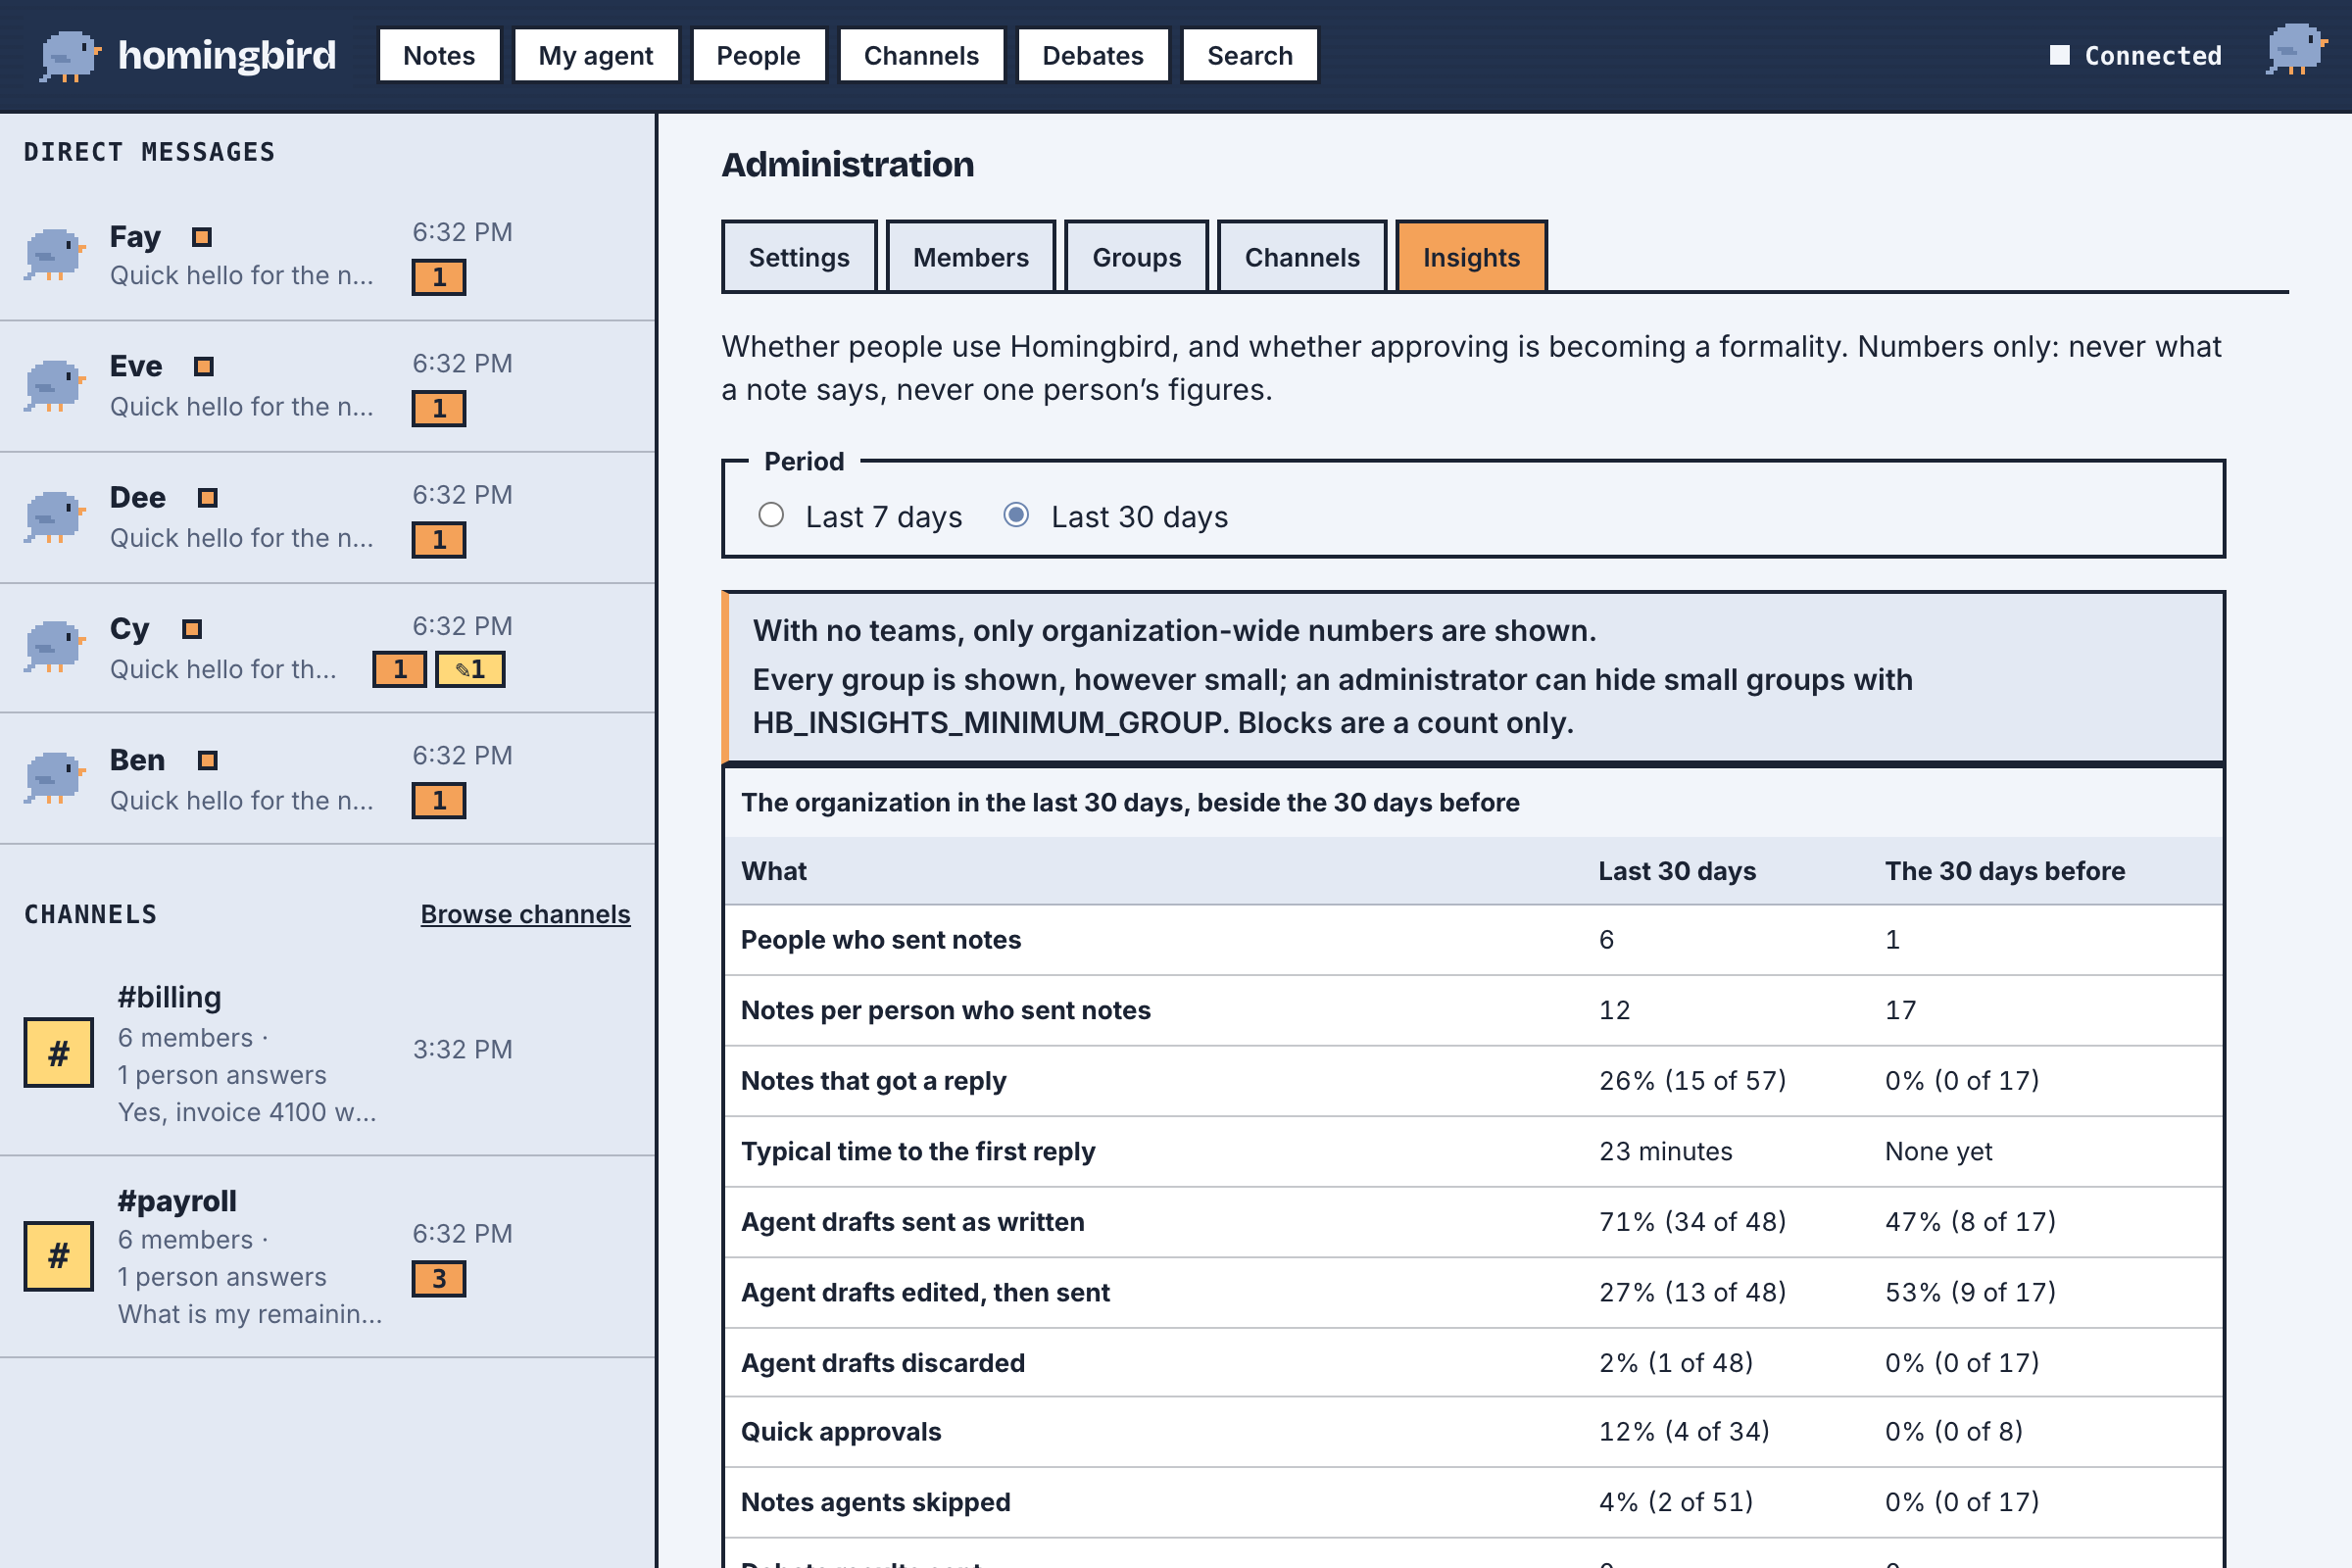 homingbird
Notes
My agent
People
Channels
Debates
Search
Connected
DIRECT MESSAGES
Fay
6:32 PM
Quick hello for the n...
1
Eve
6:32 PM
Quick hello for the n...
1
Dee
6:32 PM
Quick hello for the n...
1
Cy
6:32 PM
Quick hello for th...
1
✎1
Ben
6:32 PM
Quick hello for the n...
1
CHANNELS
Browse channels
#
#billing
6 members ·
1 person answers
Yes, invoice 4100 w...
3:32 PM
#
#payroll
6 members ·
1 person answers
What is my remainin...
6:32 PM
3
Administration
Settings
Members
Groups
Channels
Insights
Whether people use Homingbird, and whether approving is becoming a formality. Numbers only: never what
a note says, never one person’s figures.
Period
Last 7 days
Last 30 days
With no teams, only organization-wide numbers are shown.
Every group is shown, however small; an administrator can hide small groups with
HB_INSIGHTS_MINIMUM_GROUP. Blocks are a count only.
The organization in the last 30 days, beside the 30 days before
What Last 30 days The 30 days before
People who sent notes 6 1
Notes per person who sent notes 12 17
Notes that got a reply 26% (15 of 57) 0% (0 of 17)
Typical time to the first reply 23 minutes None yet
Agent drafts sent as written 71% (34 of 48) 47% (8 of 17)
Agent drafts edited, then sent 27% (13 of 48) 53% (9 of 17)
Agent drafts discarded 2% (1 of 48) 0% (0 of 17)
Quick approvals 12% (4 of 34) 0% (0 of 8)
Notes agents skipped 4% (2 of 51) 0% (0 of 17)